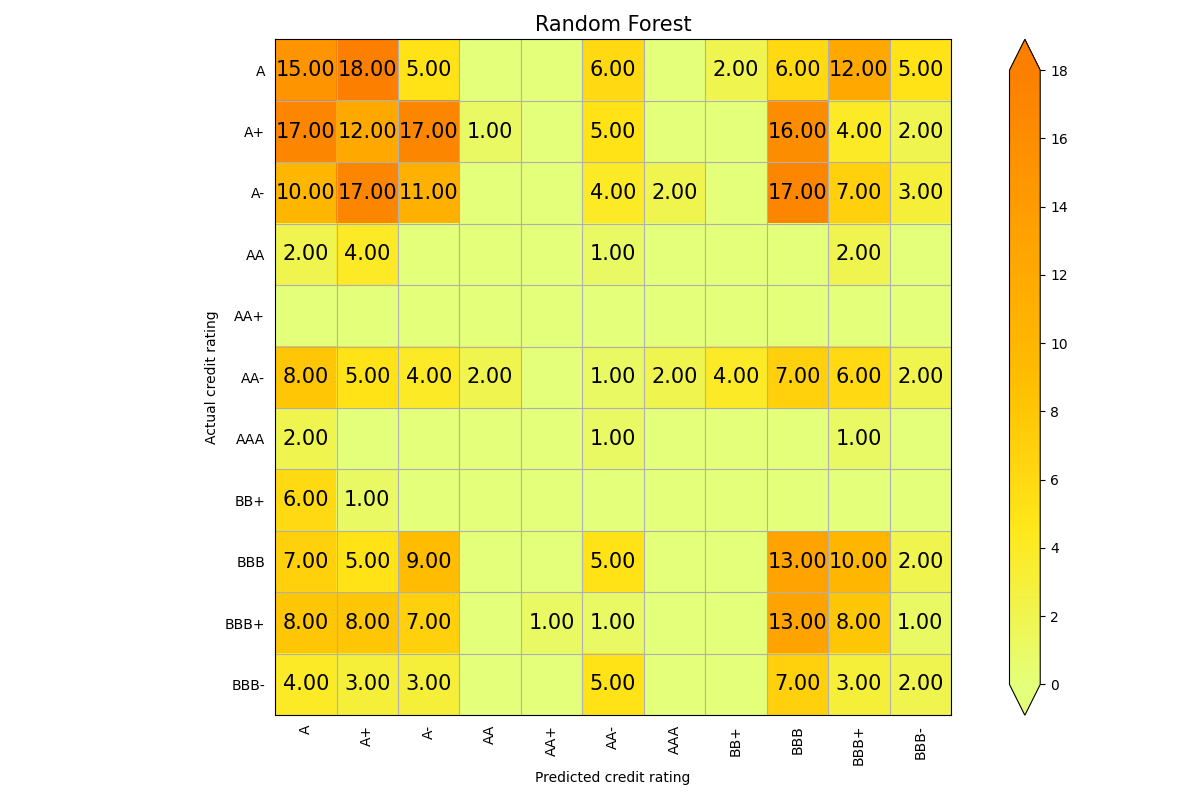 Random Forest
A 15.00 18.00 5.00 6.00 2.00 6.00 12.00 5.00
A+ 17.00 12.00 17.00 1.00 5.00 16.00 4.00 2.00
A- 10.00 17.00 11.00 4.00 2.00 17.00 7.00 3.00
AA 2.00 4.00 1.00 2.00
AA+
AA- 8.00 5.00 4.00 2.00 1.00 2.00 4.00 7.00 6.00 2.00
AAA 2.00 1.00 1.00
BB+ 6.00 1.00
BBB 7.00 5.00 9.00 5.00 13.00 10.00 2.00
BBB+ 8.00 8.00 7.00 1.00 1.00 13.00 8.00 1.00
BBB- 4.00 3.00 3.00 5.00 7.00 3.00 2.00
A A+ A- AA AA+ AA- AAA BB+ BBB BBB+ BBB-
Predicted credit rating
Actual credit rating
18
16
14
12
10
8
6
4
2
0